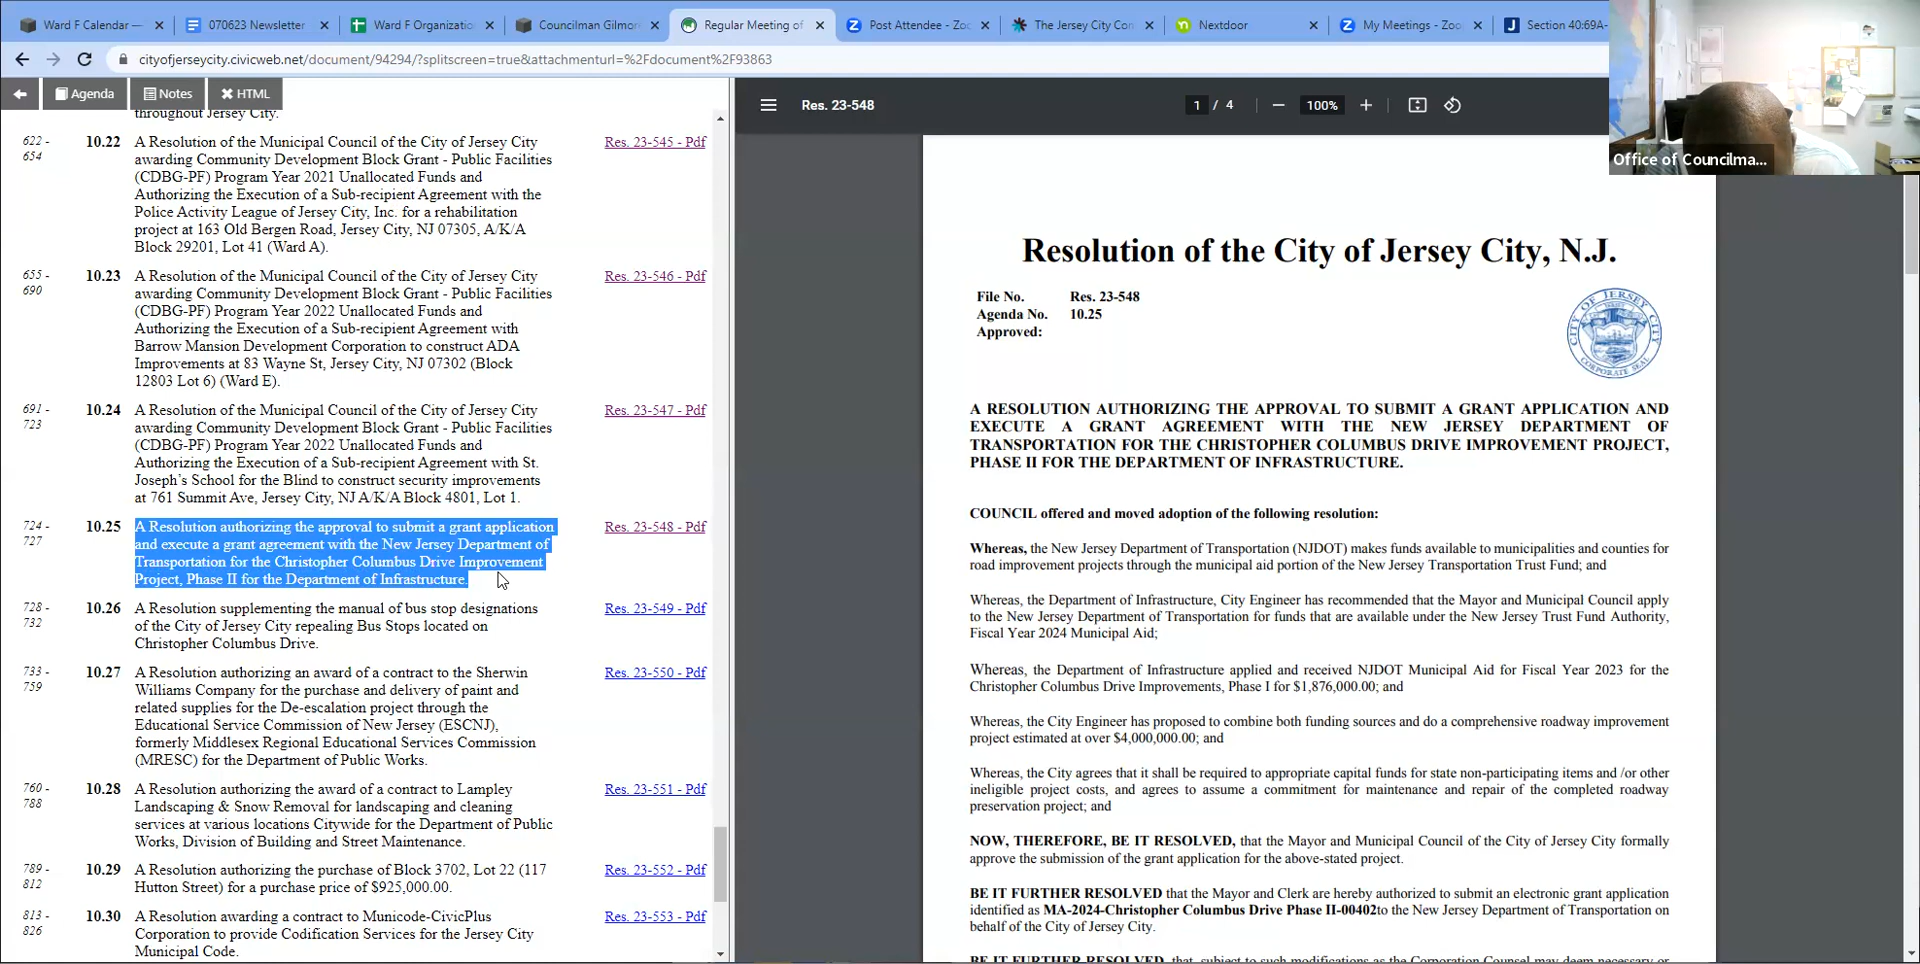 Ward F Calendar —
070623 Newsletter
Ward F Organizatio
Councilman Gilmor
Regular Meeting of
Post Attendee - Zoo
The Jersey City Con
Nextdoor
My Meetings - Zoo
Section 40:69A-
cityofjerseycity.civicweb.net/document/94294/?splitscreen=true&attachmenturl=%2Fdocument%2F93863
Agenda
Notes
HTML
throughout Jersey City.
622 -
654
10.22
A Resolution of the Municipal Council of the City of Jersey City
awarding Community Development Block Grant - Public Facilities
(CDBG-PF) Program Year 2021 Unallocated Funds and
Authorizing the Execution of a Sub-recipient Agreement with the
Police Activity League of Jersey City, Inc. for a rehabilitation
project at 163 Old Bergen Road, Jersey City, NJ 07305, A/K/A
Block 29201, Lot 41 (Ward A).
Res. 23-545 - Pdf
655 -
690
10.23
A Resolution of the Municipal Council of the City of Jersey City
awarding Community Development Block Grant - Public Facilities
(CDBG-PF) Program Year 2022 Unallocated Funds and
Authorizing the Execution of a Sub-recipient Agreement with
Barrow Mansion Development Corporation to construct ADA
Improvements at 83 Wayne St, Jersey City, NJ 07302 (Block
12803 Lot 6) (Ward E).
Res. 23-546 - Pdf
691 -
723
10.24
A Resolution of the Municipal Council of the City of Jersey City
awarding Community Development Block Grant - Public Facilities
(CDBG-PF) Program Year 2022 Unallocated Funds and
Authorizing the Execution of a Sub-recipient Agreement with St.
Joseph's School for the Blind to construct security improvements
at 761 Summit Ave, Jersey City, NJ A/K/A Block 4801, Lot 1.
Res. 23-547 - Pdf
724 -
727
10.25
A Resolution authorizing the approval to submit a grant application
and execute a grant agreement with the New Jersey Department of
Transportation for the Christopher Columbus Drive Improvement
Project, Phase II for the Department of Infrastructure.
Res. 23-548 - Pdf
728 -
732
10.26
A Resolution supplementing the manual of bus stop designations
of the City of Jersey City repealing Bus Stops located on
Christopher Columbus Drive.
Res. 23-549 - Pdf
733 -
759
10.27
A Resolution authorizing an award of a contract to the Sherwin
Williams Company for the purchase and delivery of paint and
related supplies for the De-escalation project through the
Educational Service Commission of New Jersey (ESCNJ),
formerly Middlesex Regional Educational Services Commission
(MRESC) for the Department of Public Works.
Res. 23-550 - Pdf
760 -
788
10.28
A Resolution authorizing the award of a contract to Lampley
Landscaping & Snow Removal for landscaping and cleaning
services at various locations Citywide for the Department of Public
Works, Division of Building and Street Maintenance.
Res. 23-551 - Pdf
789 -
812
10.29
A Resolution authorizing the purchase of Block 3702, Lot 22 (117
Hutton Street) for a purchase price of $925,000.00.
Res. 23-552 - Pdf
813 -
826
10.30
A Resolution awarding a contract to Municode-CivicPlus
Corporation to provide Codification Services for the Jersey City
Municipal Code.
Res. 23-553 - Pdf
Res. 23-548
1 / 4
100%
Office of Councilma...
Resolution of the City of Jersey City, N.J.
File No. Res. 23-548
Agenda No. 10.25
Approved:
CITY OF JERSEY CITY
CORPORATE SEAL
A RESOLUTION AUTHORIZING THE APPROVAL TO SUBMIT A GRANT APPLICATION AND
EXECUTE A GRANT AGREEMENT WITH THE NEW JERSEY DEPARTMENT OF
TRANSPORTATION FOR THE CHRISTOPHER COLUMBUS DRIVE IMPROVEMENT PROJECT,
PHASE II FOR THE DEPARTMENT OF INFRASTRUCTURE.
COUNCIL offered and moved adoption of the following resolution:
Whereas, the New Jersey Department of Transportation (NJDOT) makes funds available to municipalities and counties for
road improvement projects through the municipal aid portion of the New Jersey Transportation Trust Fund; and
Whereas, the Department of Infrastructure, City Engineer has recommended that the Mayor and Municipal Council apply
to the New Jersey Department of Transportation for funds that are available under the New Jersey Trust Fund Authority,
Fiscal Year 2024 Municipal Aid;
Whereas, the Department of Infrastructure applied and received NJDOT Municipal Aid for Fiscal Year 2023 for the
Christopher Columbus Drive Improvements, Phase I for $1,876,000.00; and
Whereas, the City Engineer has proposed to combine both funding sources and do a comprehensive roadway improvement
project estimated at over $4,000,000.00; and
Whereas, the City agrees that it shall be required to appropriate capital funds for state non-participating items and /or other
ineligible project costs, and agrees to assume a commitment for maintenance and repair of the completed roadway
preservation project; and
NOW, THEREFORE, BE IT RESOLVED, that the Mayor and Municipal Council of the City of Jersey City formally
approve the submission of the grant application for the above-stated project.
BE IT FURTHER RESOLVED that the Mayor and Clerk are hereby authorized to submit an electronic grant application
identified as MA-2024-Christopher Columbus Drive Phase II-00402to the New Jersey Department of Transportation on
behalf of the City of Jersey City.
BE IT FURTHER RESOLVED, that, subject to such modifications as the Corporation Counsel may deem necessary or